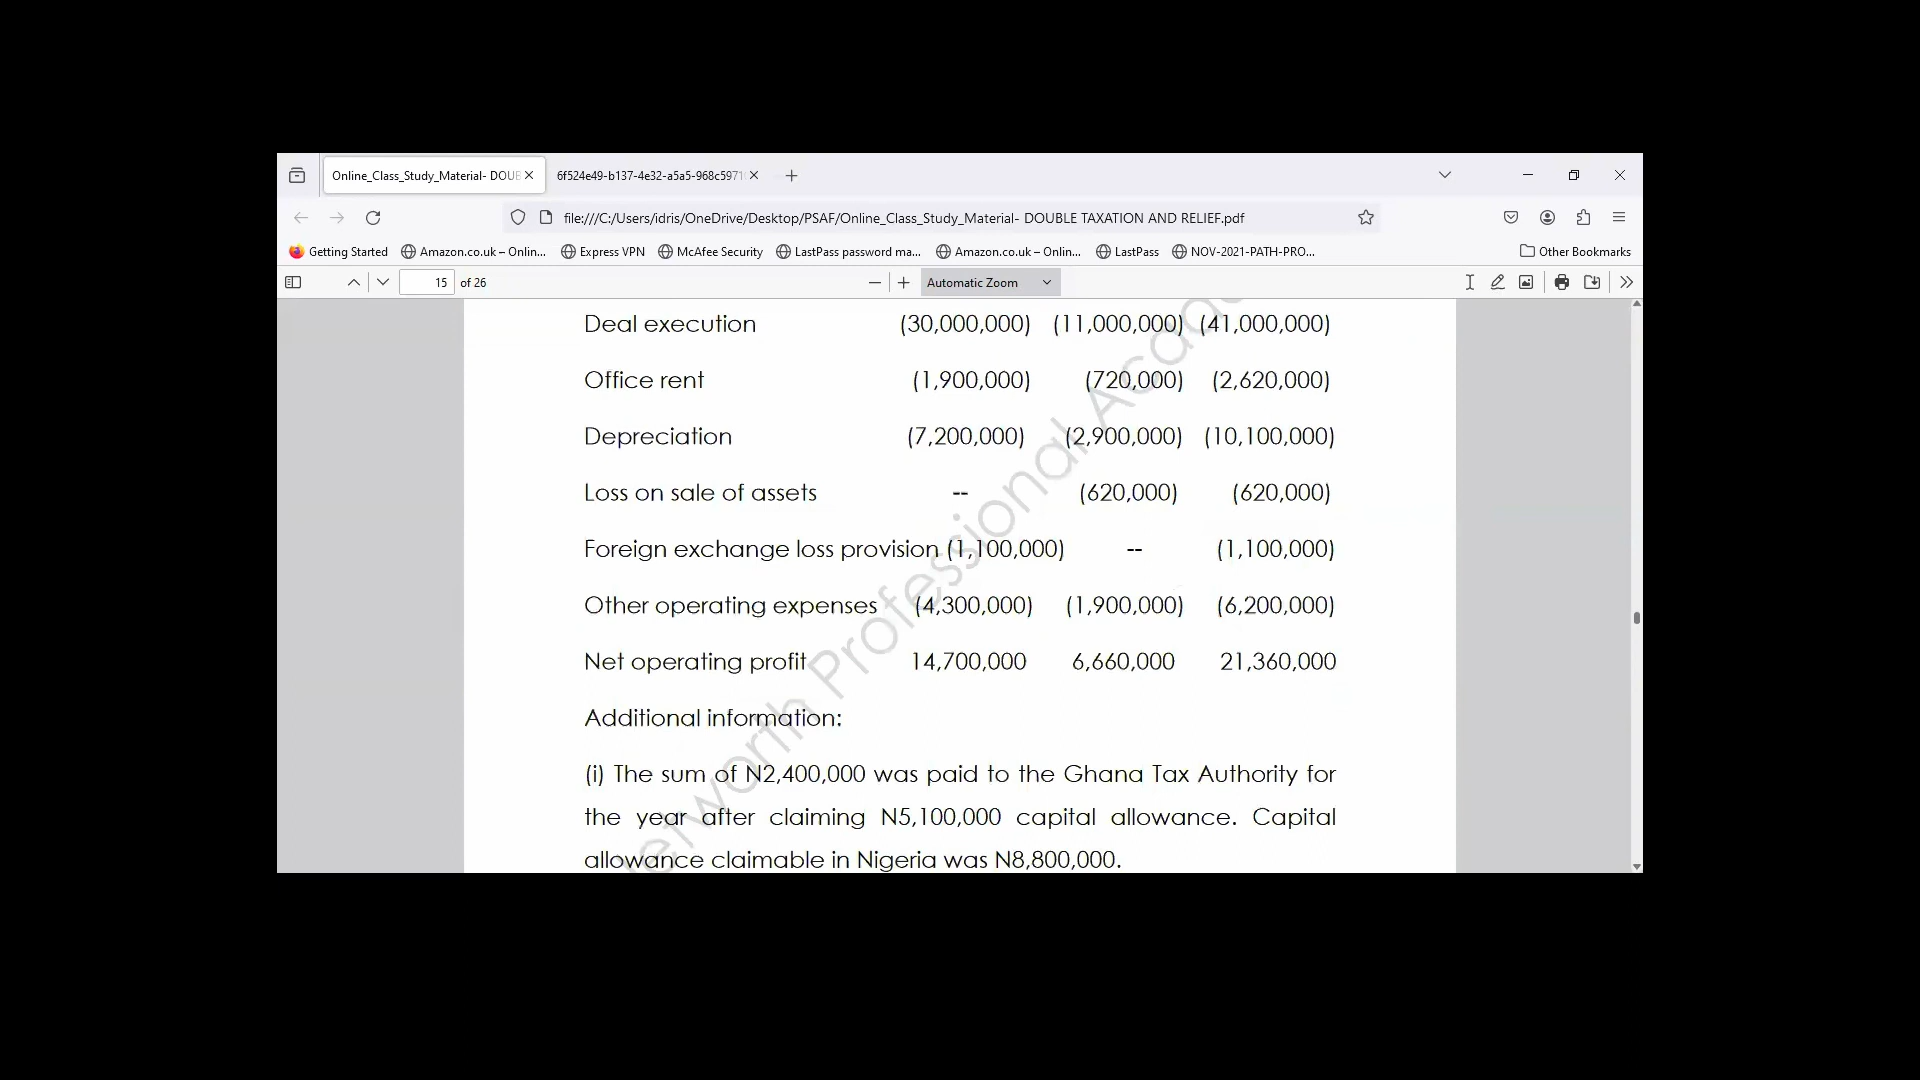 Online_Class_Study_Material- DOUB
6f524e49-b137-4e32-a5a5-968c5971
file:///C:/Users/idris/OneDrive/Desktop/PSAF/Online_Class_Study_Material- DOUBLE TAXATION AND RELIEF.pdf
Getting Started Amazon.co.uk – Onlin... Express VPN McAfee Security LastPass password ma... Amazon.co.uk – Onlin... LastPass NOV-2021-PATH-PRO... Other Bookmarks
15 of 26 Automatic Zoom
Deal execution (30,000,000) (11,000,000) (41,000,000)
Office rent (1,900,000) (720,000) (2,620,000)
Depreciation (7,200,000) (2,900,000) (10,100,000)
Loss on sale of assets -- (620,000) (620,000)
Foreign exchange loss provision (1,100,000) -- (1,100,000)
Other operating expenses (4,300,000) (1,900,000) (6,200,000)
Net operating profit 14,700,000 6,660,000 21,360,000
Additional information:
(i) The sum of N2,400,000 was paid to the Ghana Tax Authority for
the year after claiming N5,100,000 capital allowance. Capital
allowance claimable in Nigeria was N8,800,000.
Professional